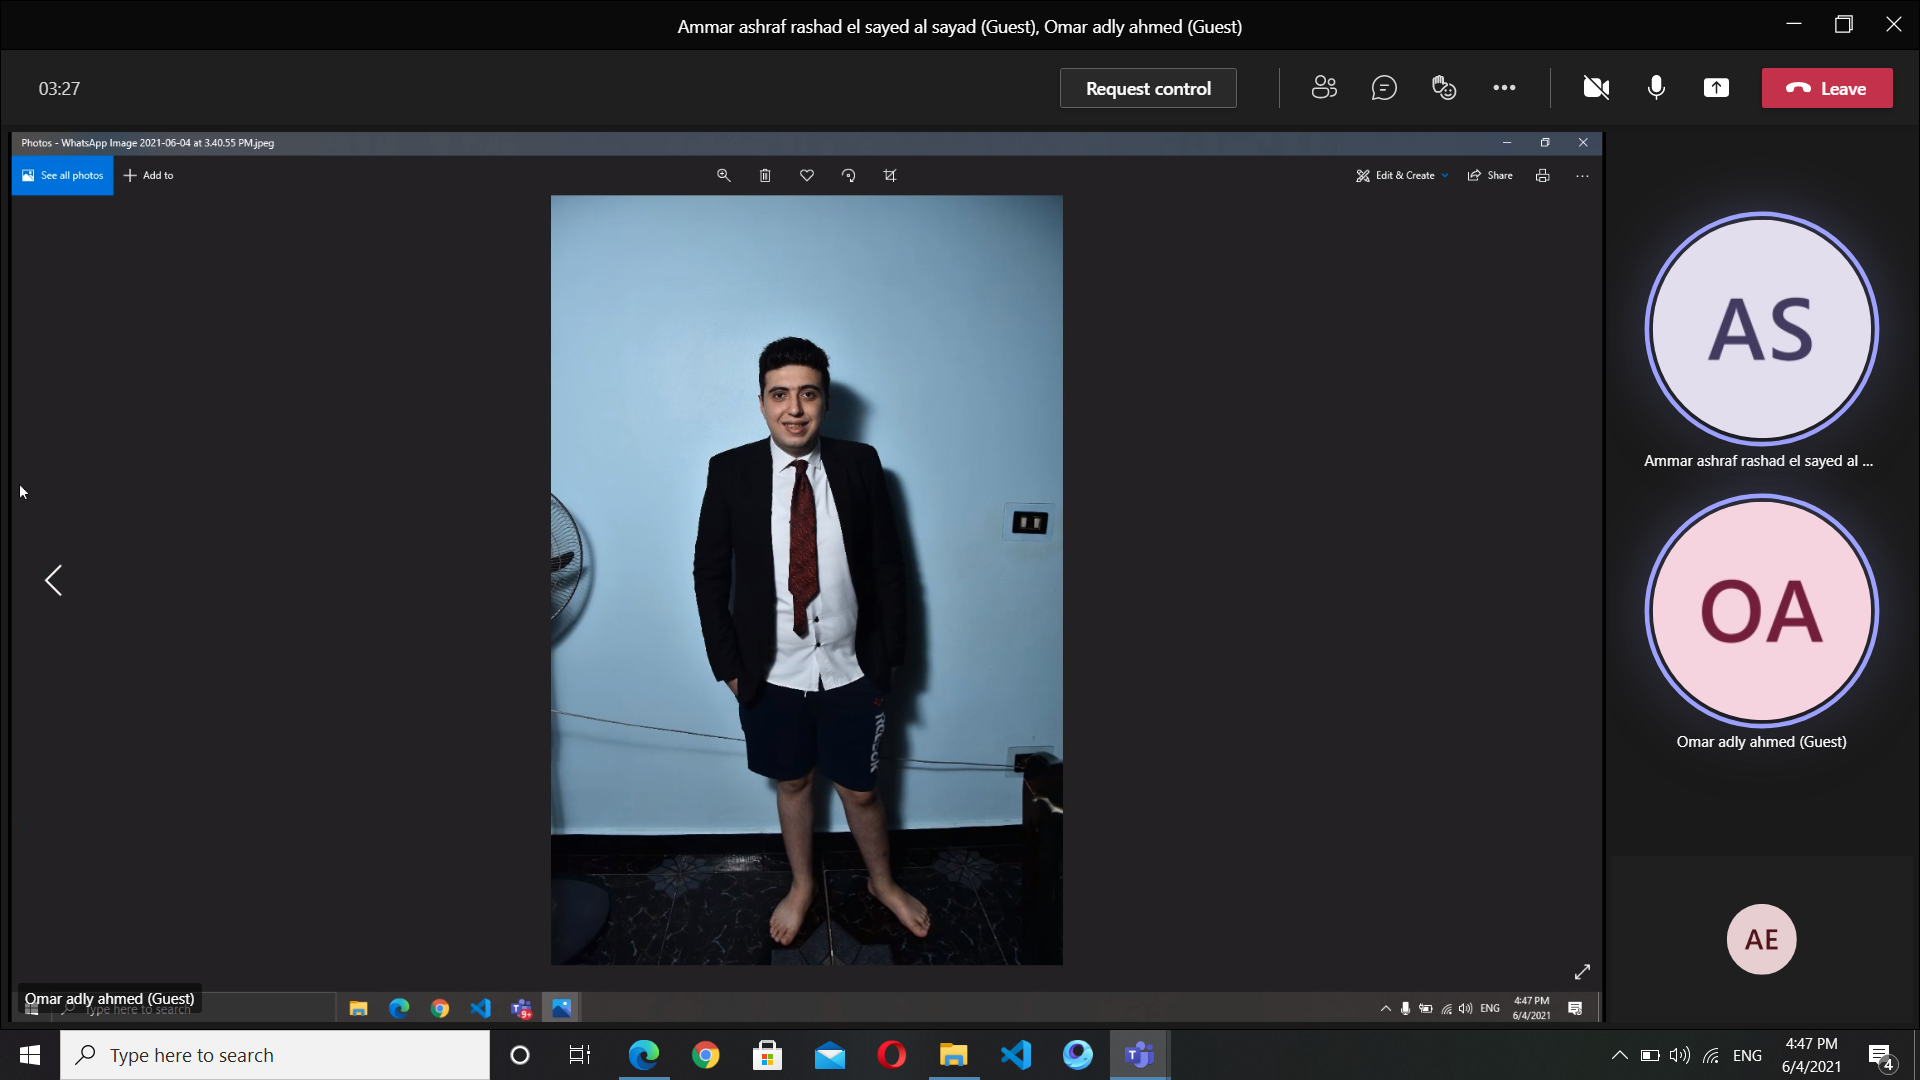 Ammar ashraf rashad el sayed al sayad (Guest), Omar adly ahmed (Guest)
03:27
Request control
Leave
Photos - WhatsApp Image 2021-06-04 at 3.40.55 PM.jpeg
See all photos
Add to
Edit & Create
Share
REEBOK
AS
Ammar ashraf rashad el sayed al ...
OA
Omar adly ahmed (Guest)
AE
Omar adly ahmed (Guest)
Type here to search
9+
ENG
4:47 PM
6/4/2021
Type here to search
ENG
4:47 PM
6/4/2021
4